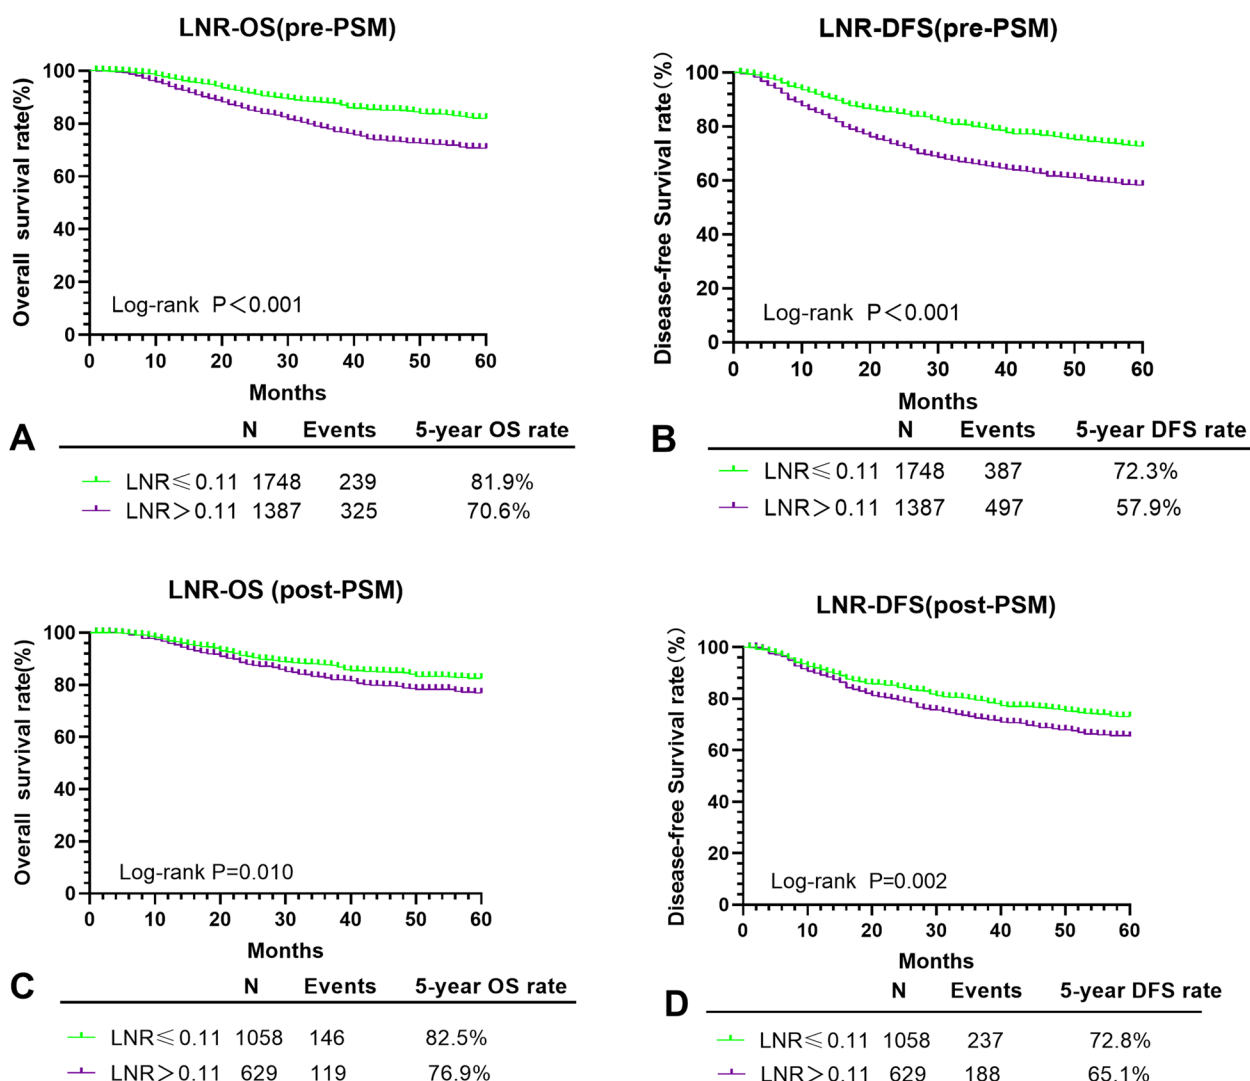 LNR-OS(pre-PSM)
Overall survival rate(%)
100
80
60
40
20
0
0 10 20 30 40 50 60
Months
Log-rank P＜0.001
A
N Events 5-year OS rate
LNR≤0.11 1748 239 81.9%
LNR＞0.11 1387 325 70.6%
LNR-DFS(pre-PSM)
Disease-free Survival rate（%）
100
80
60
40
20
0
0 10 20 30 40 50 60
Months
Log-rank P＜0.001
B
N Events 5-year DFS rate
LNR≤0.11 1748 387 72.3%
LNR＞0.11 1387 497 57.9%
LNR-OS (post-PSM)
Overall survival rate(%)
100
80
60
40
20
0
0 10 20 30 40 50 60
Months
Log-rank P=0.010
C
N Events 5-year OS rate
LNR≤0.11 1058 146 82.5%
LNR＞0.11 629 119 76.9%
LNR-DFS(post-PSM)
Disease-free Survival rate（%）
100
80
60
40
20
0
0 10 20 30 40 50 60
Months
Log-rank P=0.002
D
N Events 5-year DFS rate
LNR≤0.11 1058 237 72.8%
LNR＞0.11 629 188 65.1%